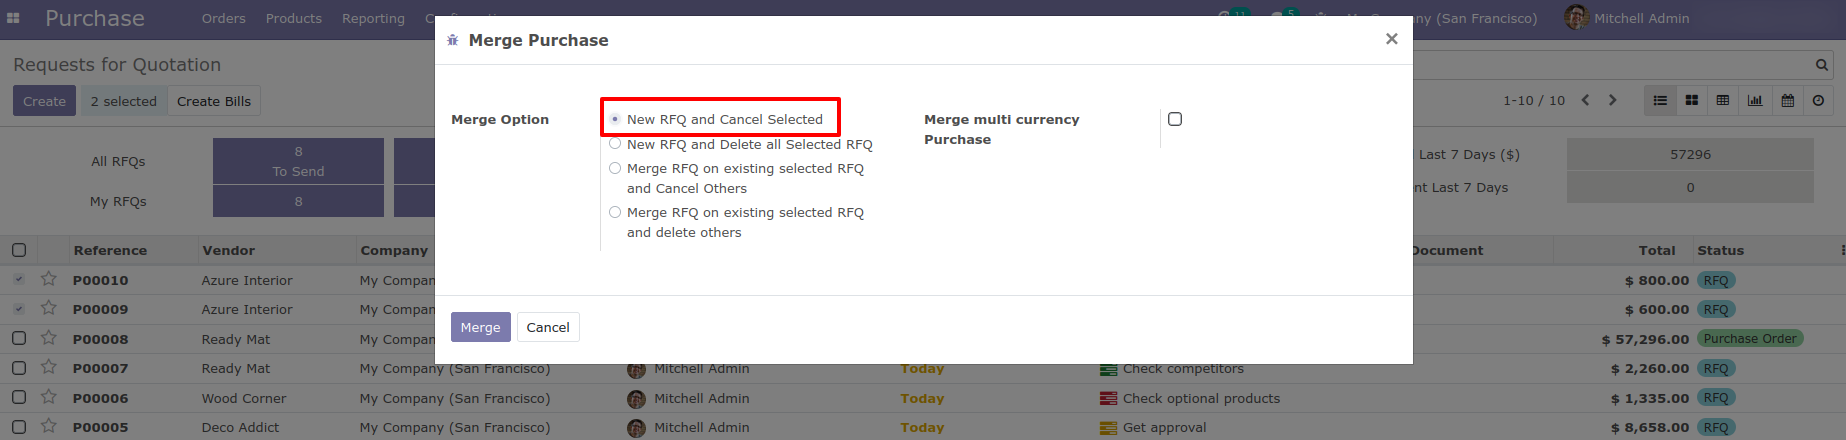 Purchase Orders Products Reporting
11 5 (San Francisco) Mitchell Admin
Merge Purchase ×
Requests for Quotation
Create 2 selected Create Bills
1-10 / 10
Merge Option
New RFQ and Cancel Selected
New RFQ and Delete all Selected RFQ
Merge RFQ on existing selected RFQ
and Cancel Others
Merge RFQ on existing selected RFQ
and delete others
Merge multi currency
Purchase
Merge Cancel
All RFQs 8
To Send
My RFQs 8
Last 7 Days ($) 57296
Last 7 Days 0
Reference Vendor Company Document Total Status
P00010 Azure Interior My Company $ 800.00 RFQ
P00009 Azure Interior My Company $ 600.00 RFQ
P00008 Ready Mat My Company $ 57,296.00 Purchase Order
P00007 Ready Mat My Company (San Francisco) Mitchell Admin Today Check competitors $ 2,260.00 RFQ
P00006 Wood Corner My Company (San Francisco) Mitchell Admin Today Check optional products $ 1,335.00 RFQ
P00005 Deco Addict My Company (San Francisco) Mitchell Admin Today Get approval $ 8,658.00 RFQ